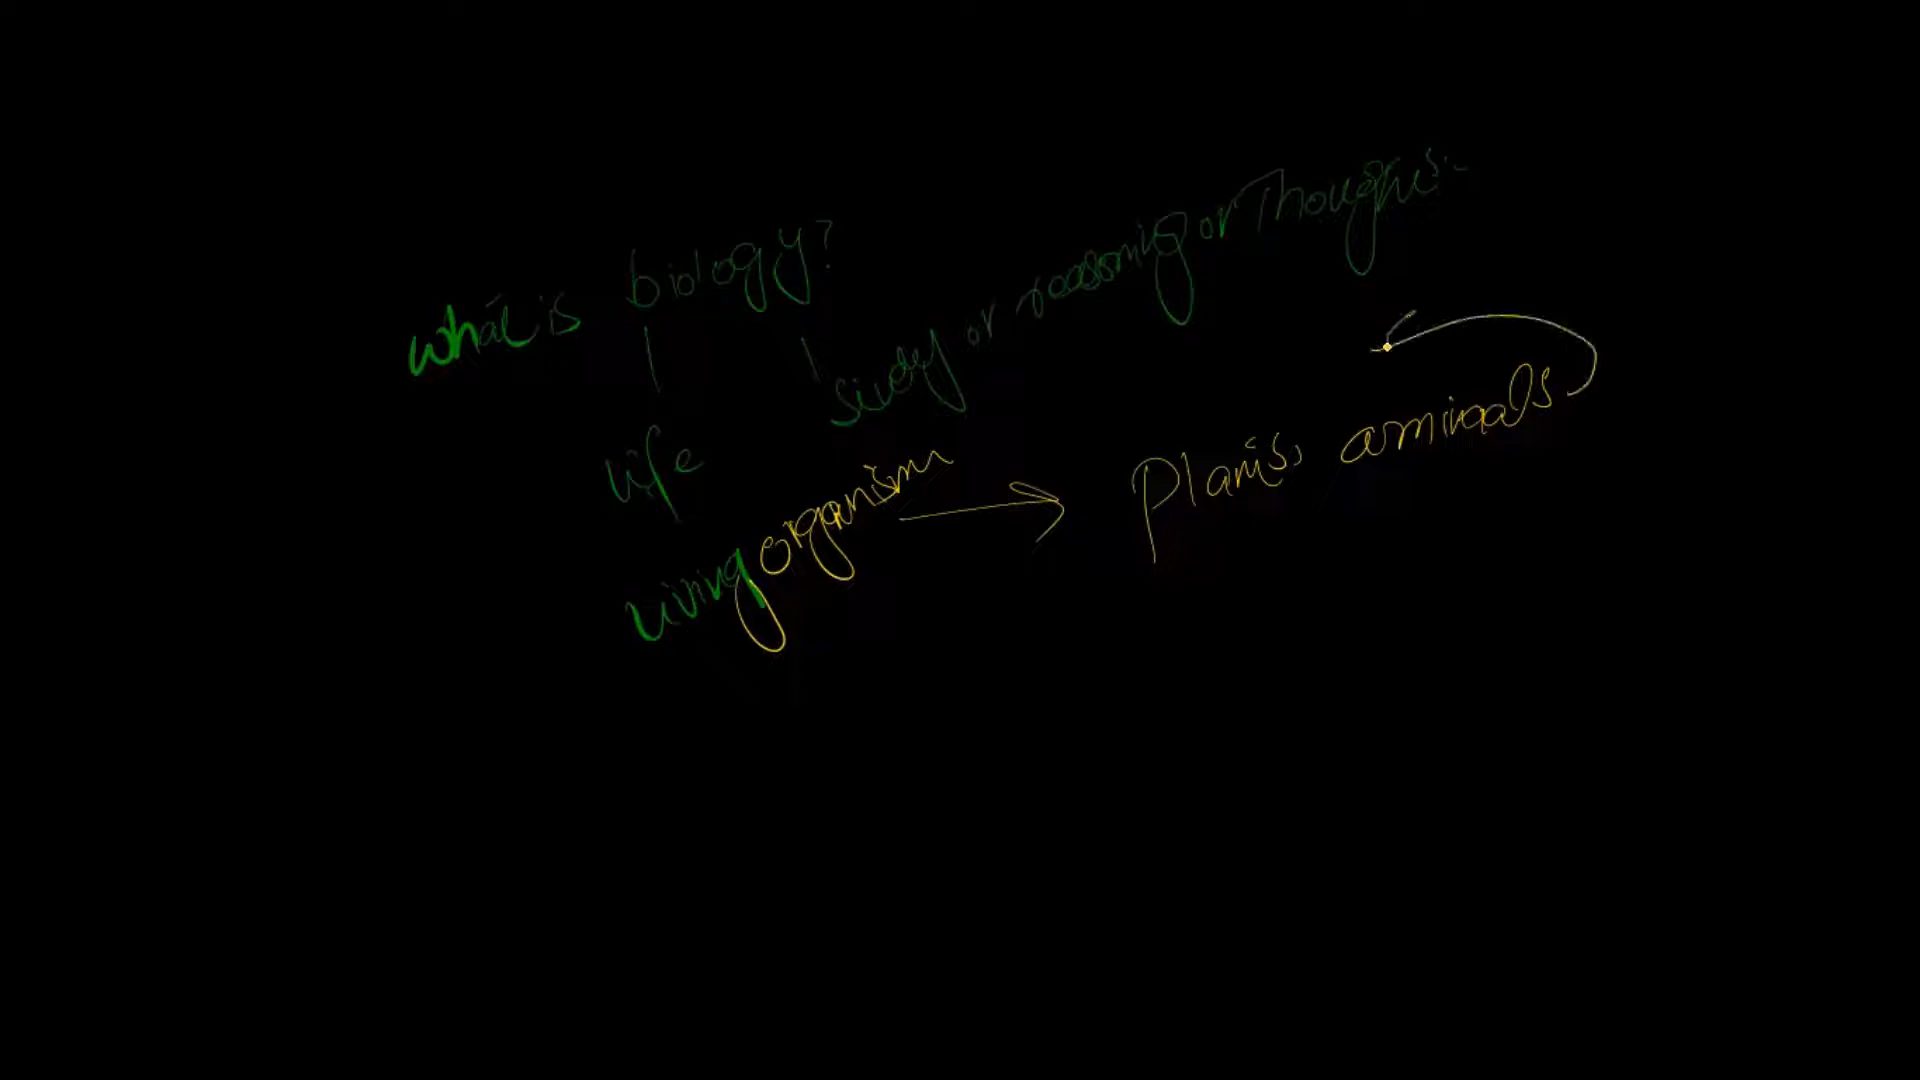 what is biology?
life
study or reasoning or Thoughts.
living organism
Plants, animals.